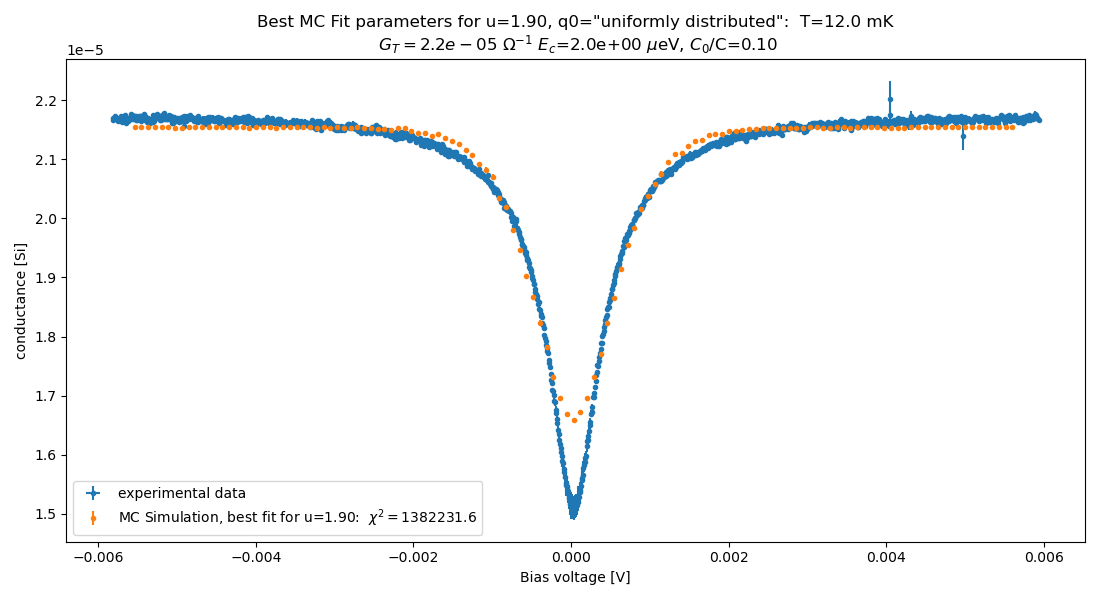 Best MC Fit parameters for u=1.90, q0="uniformly distributed":  T=12.0 mK
$G_T = 2.2e-05\ \Omega^{-1}$ $E_c$=2.0e+00 $\mu$eV, $C_0$/C=0.10
1e−5
2.2
2.1
2.0
1.9
1.8
1.7
1.6
1.5
conductance [Si]
experimental data
MC Simulation, best fit for u=1.90:  $\chi^2 = 1382231.6$
−0.006
−0.004
−0.002
0.000
0.002
0.004
0.006
Bias voltage [V]